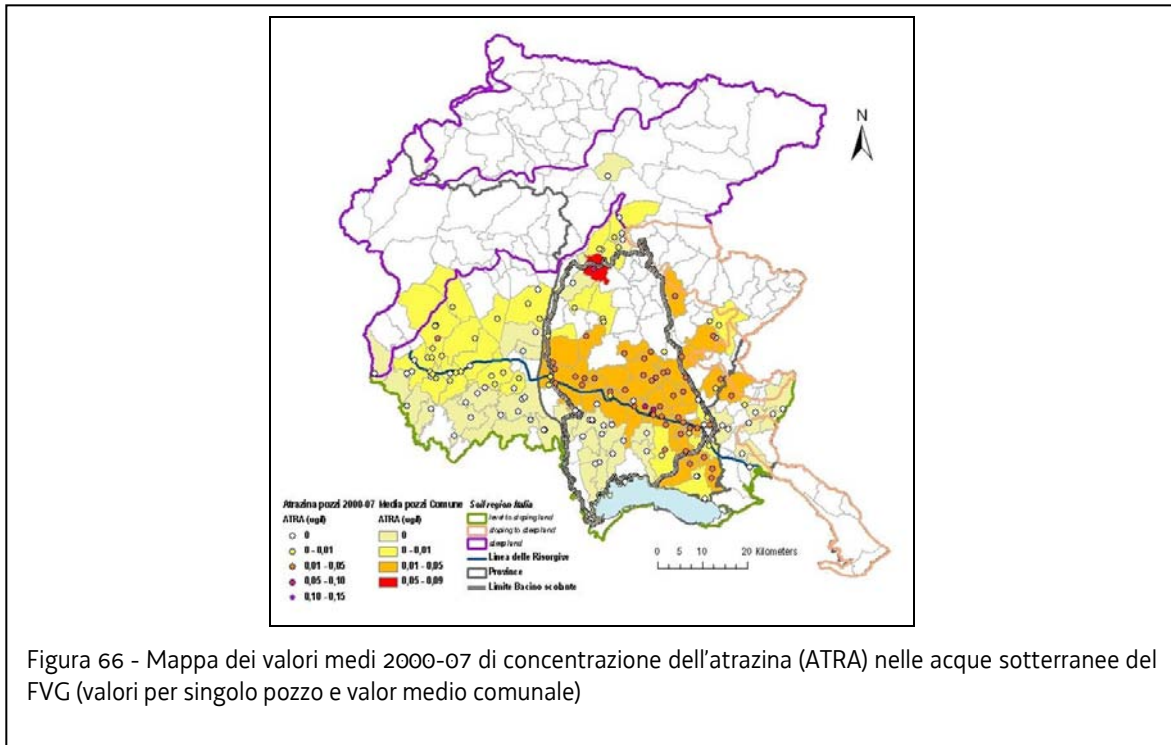 N
Atrazina pozzi 2000-07
ATRA (ug/l)
0
0 - 0,01
0,01 - 0,05
0,05 - 0,10
0,10 - 0,15
Media pozzi Comune
ATRA (ug/l)
0
0 - 0,01
0,01 - 0,05
0,05 - 0,09
Soil region Italia
level to sloping land
sloping to steep land
steep land
Linea delle Risorgive
Province
Limite Bacino scolante
0 5 10 20 Kilometers
Figura 66 - Mappa dei valori medi 2000-07 di concentrazione dell'atrazina (ATRA) nelle acque sotterranee del
FVG (valori per singolo pozzo e valor medio comunale)